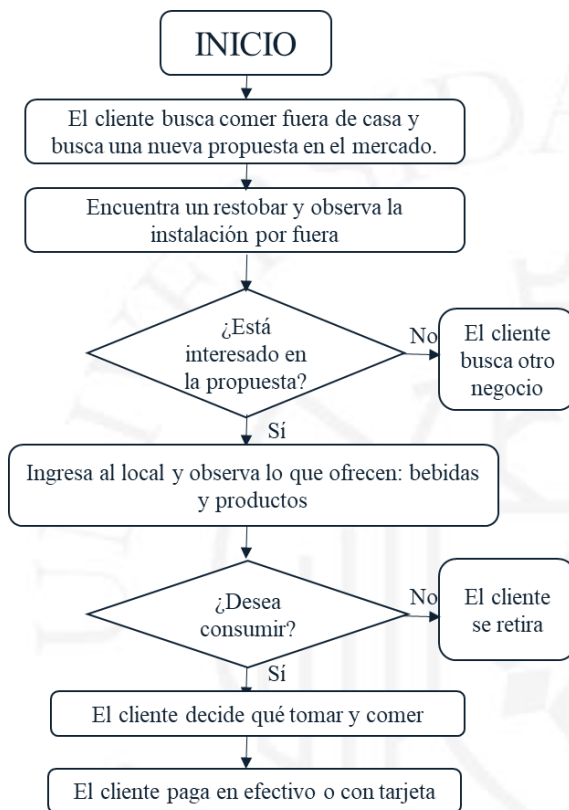 INICIO
El cliente busca comer fuera de casa y
busca una nueva propuesta en el mercado.
Encuentra un restobar y observa la
instalación por fuera
¿Está
interesado en
la propuesta?
No
El cliente
busca otro
negocio
Sí
Ingresa al local y observa lo que ofrecen: bebidas
y productos
¿Desea
consumir?
No
El cliente
se retira
Sí
El cliente decide qué tomar y comer
El cliente paga en efectivo o con tarjeta